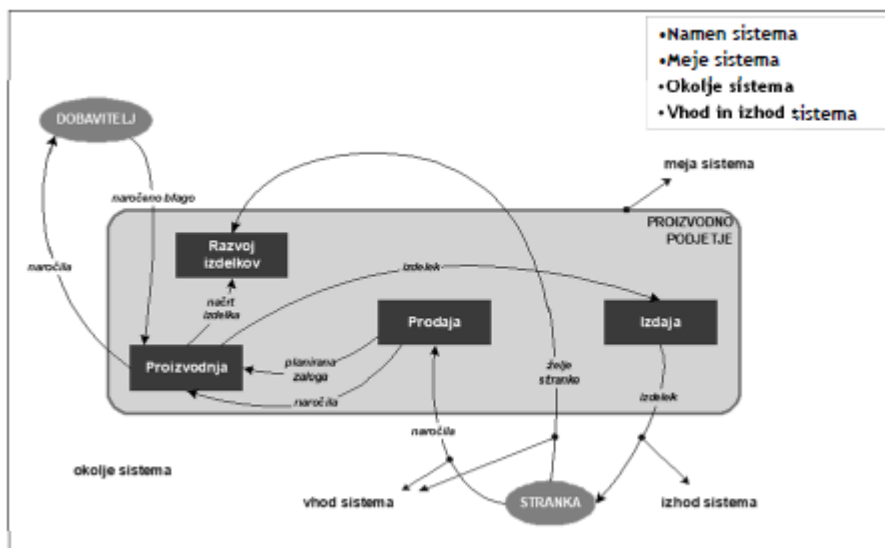 •Namen sistema
•Meje sistema
•Okolje sistema
•Vhod in izhod sistema
DOBAVITELJ
meja sistema
naročeno blago
PROIZVODNO
PODJETJE
Razvoj
izdelkov
naročila
izdelek
načrt
izdelka
Prodaja
Izdaja
Proizvodnja
planirana
zaloga
želje
stranke
izdelek
naročila
naročila
okolje sistema
vhod sistema
STRANKA
izhod sistema